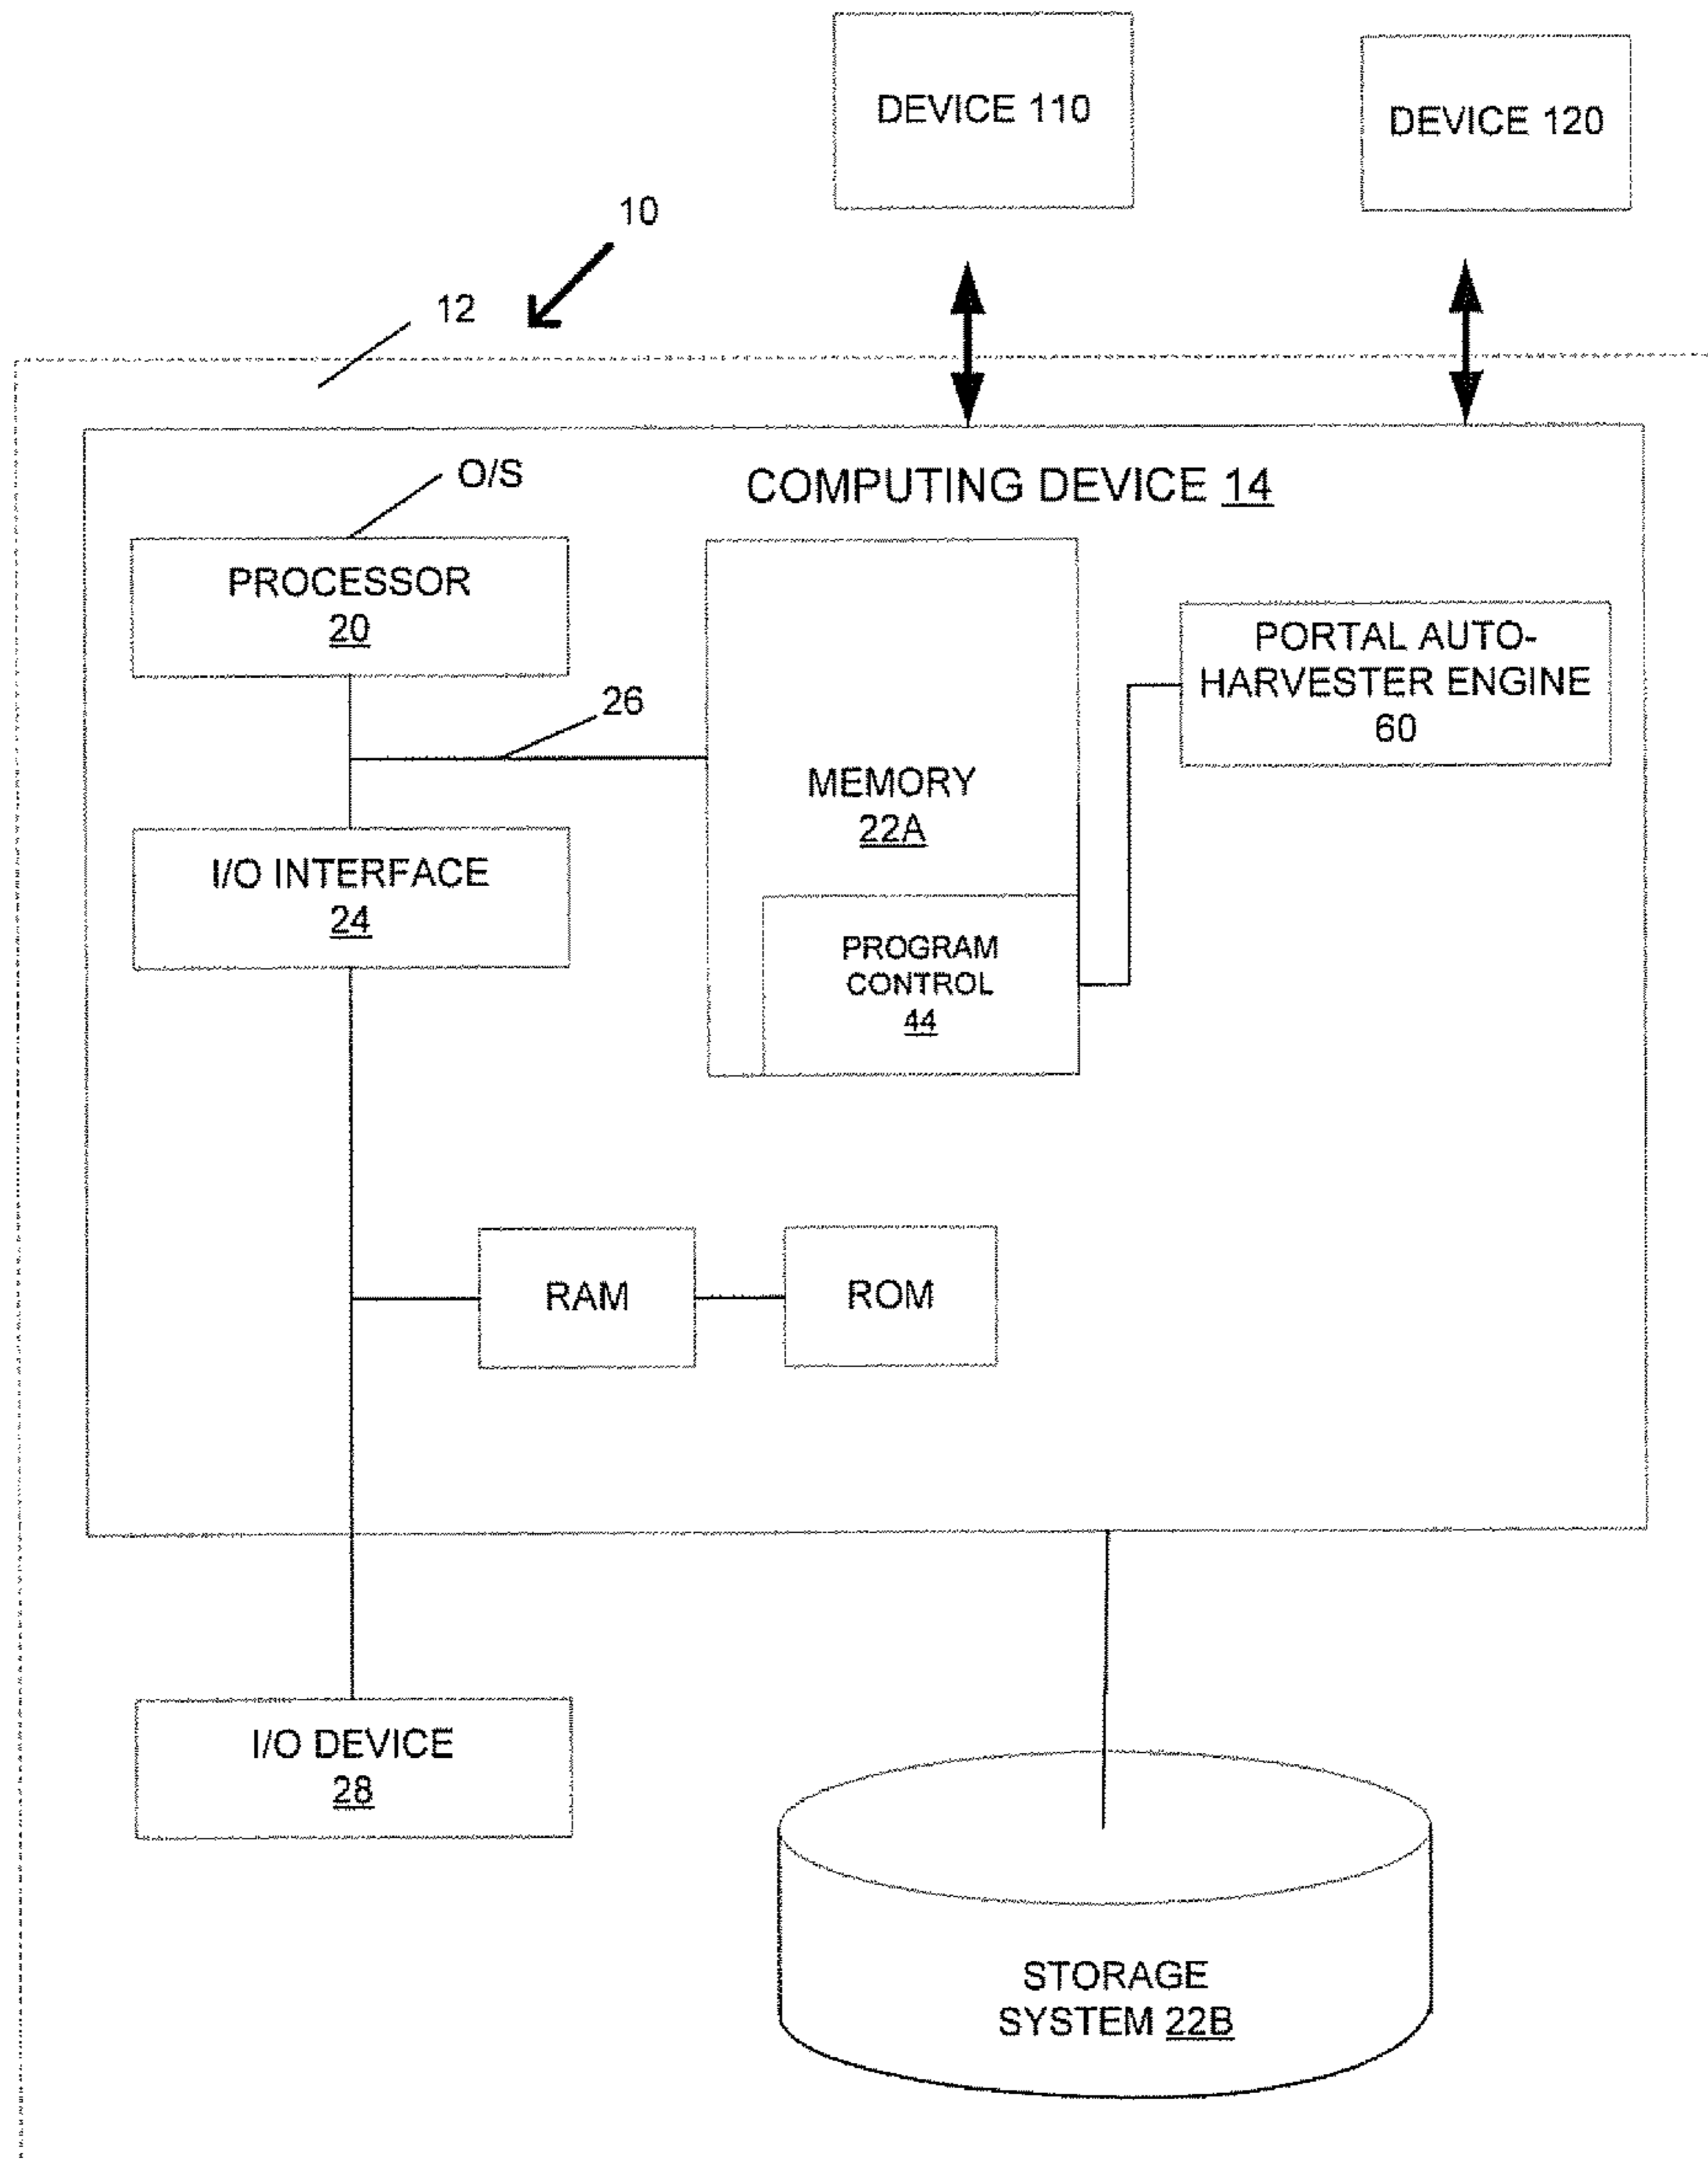 DEVICE 110
DEVICE 120
10
12
O/S
COMPUTING DEVICE 14
PROCESSOR
20
PORTAL AUTO-
HARVESTER ENGINE
60
26
MEMORY
22A
I/O INTERFACE
24
PROGRAM
CONTROL
44
RAM
ROM
I/O DEVICE
28
STORAGE
SYSTEM 22B